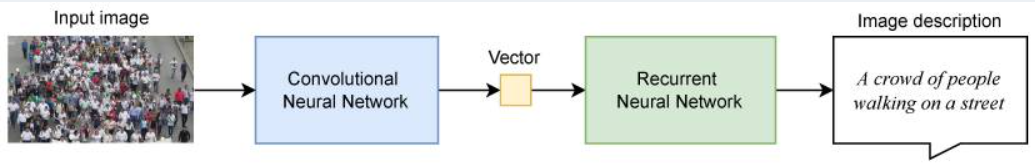 Input image
Convolutional
Neural Network
Vector
Recurrent
Neural Network
Image description
A crowd of people
walking on a street